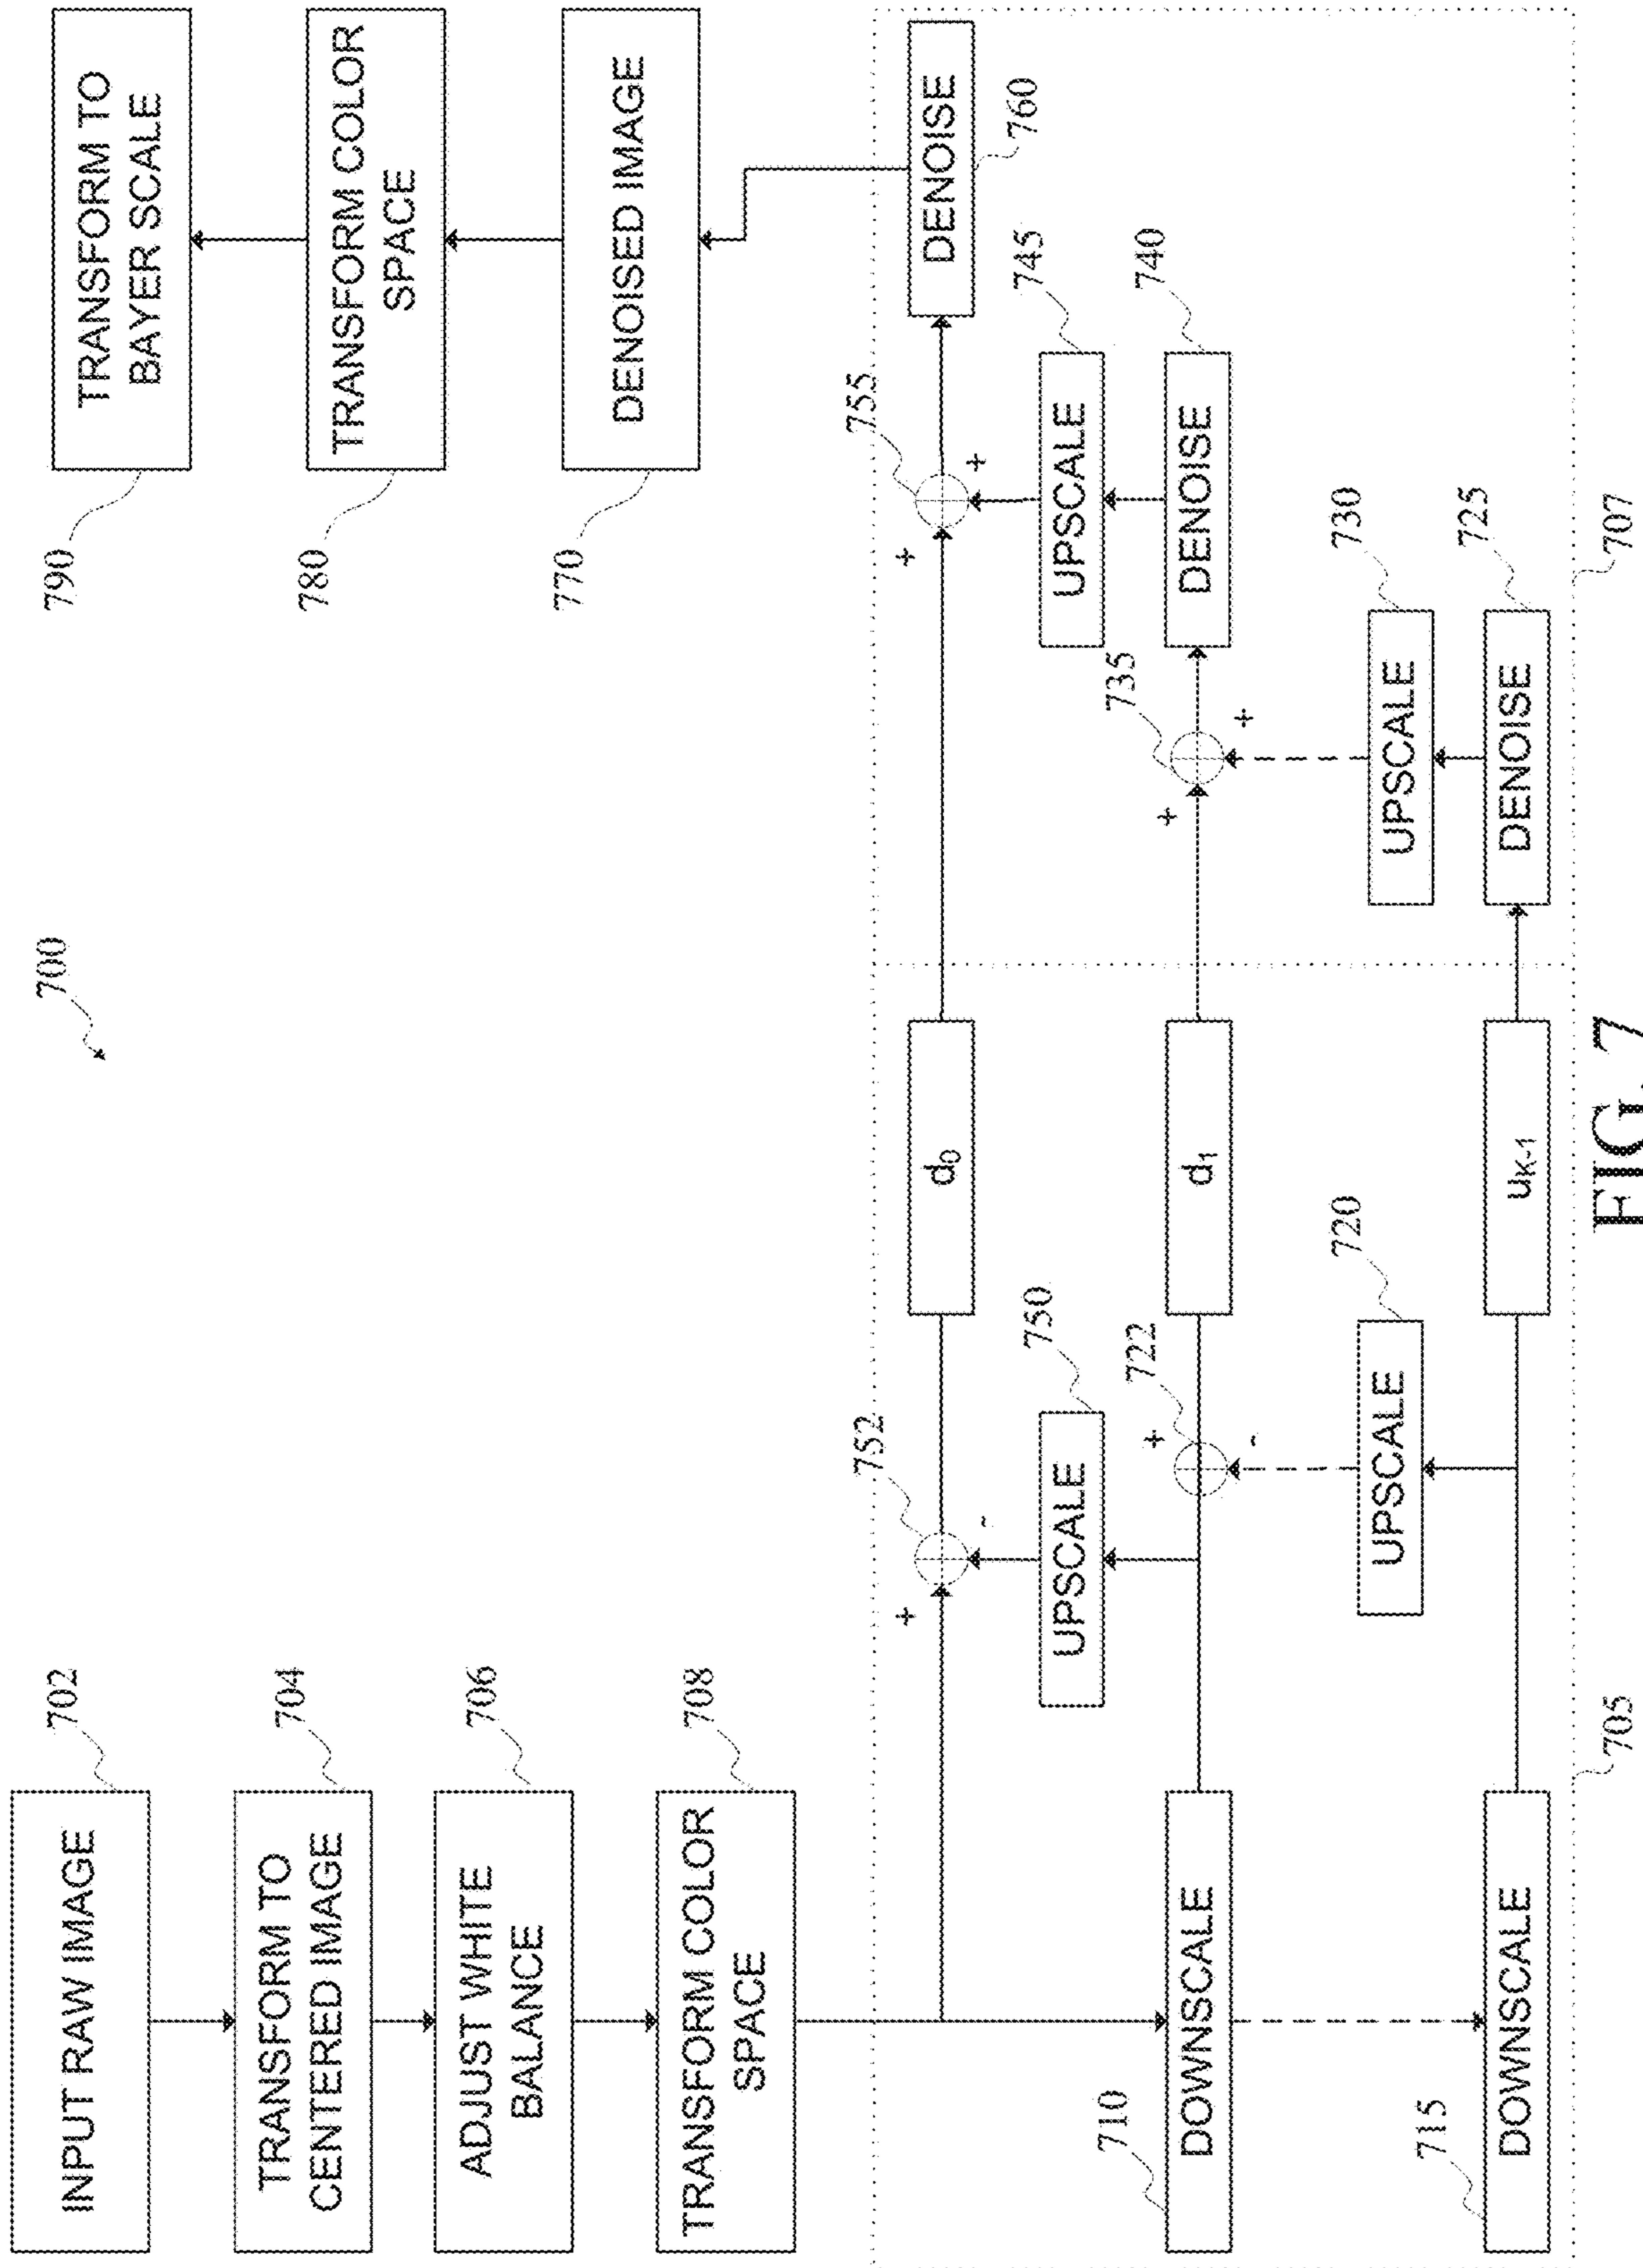 700
INPUT RAW IMAGE
702
TRANSFORM TO
CENTERED IMAGE
704
ADJUST WHITE
BALANCE
706
TRANSFORM COLOR
SPACE
708
790
TRANSFORM TO
BAYER SCALE
780
TRANSFORM COLOR
SPACE
770
DENOISED IMAGE
+
752
-
d₀
+
755
+
DENOISE
760
UPSCALE
750
UPSCALE
745
710
DOWNSCALE
+
722
-
d₁
+
735
+
DENOISE
740
UPSCALE
720
UPSCALE
730
715
DOWNSCALE
u_K-1
DENOISE
725
705
707
FIG. 7